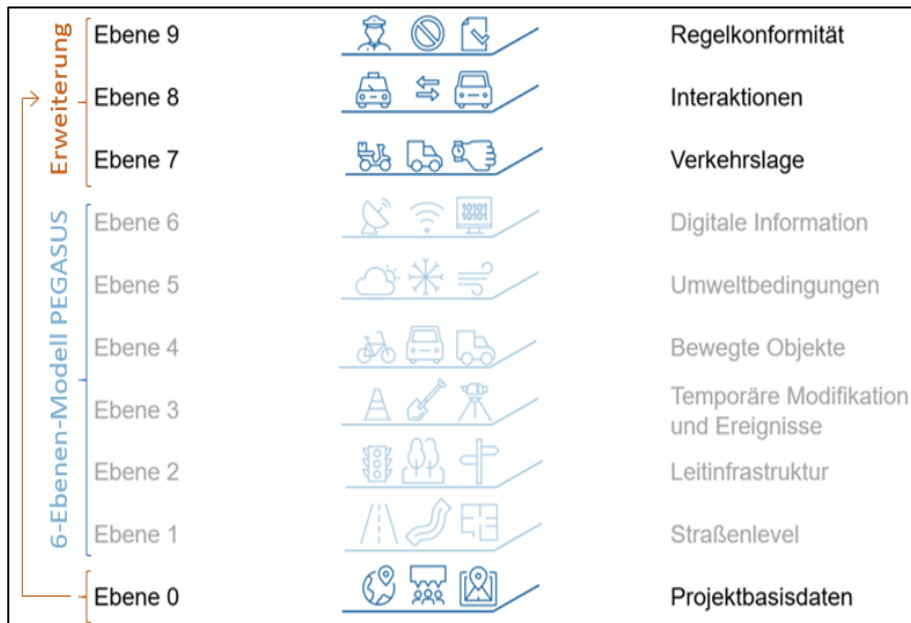 Erweiterung
6-Ebenen-Modell PEGASUS
Ebene 9 Regelkonformität
Ebene 8 Interaktionen
Ebene 7 Verkehrslage
Ebene 6 10101 Digitale Information
10101
Ebene 5 Umweltbedingungen
Ebene 4 Bewegte Objekte
Ebene 3 Temporäre Modifikation
und Ereignisse
Ebene 2 Leitinfrastruktur
Ebene 1 Straßenlevel
Ebene 0 Projektbasisdaten